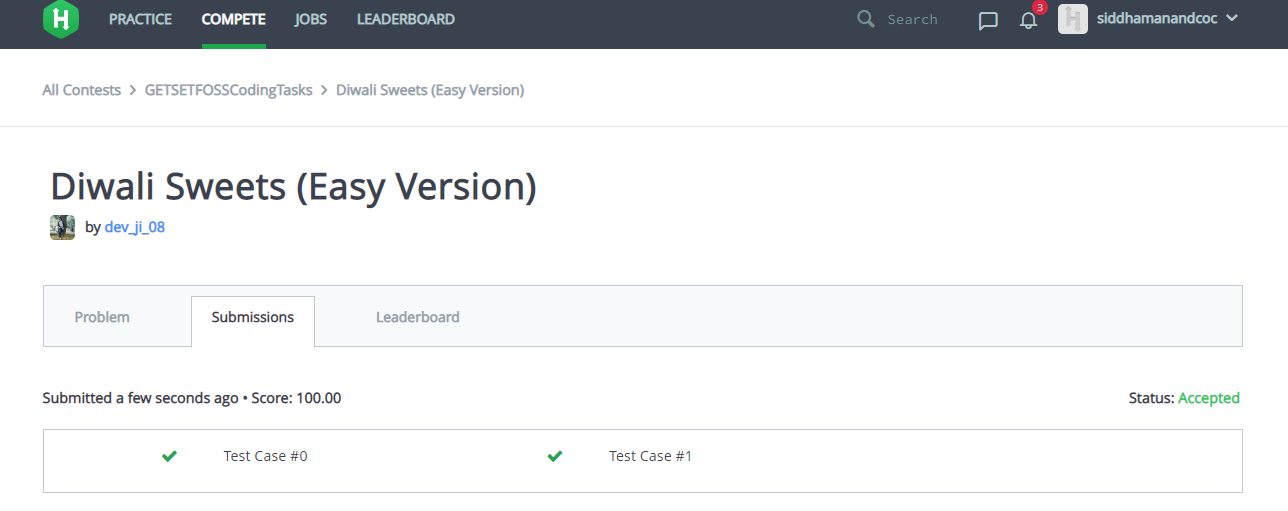 PRACTICE COMPETE JOBS LEADERBOARD Search 3 siddhamanandcoc
All Contests > GETSETFOSSCodingTasks > Diwali Sweets (Easy Version)
Diwali Sweets (Easy Version)
by dev_ji_08
Problem Submissions Leaderboard
Submitted a few seconds ago • Score: 100.00 Status: Accepted
Test Case #0 Test Case #1